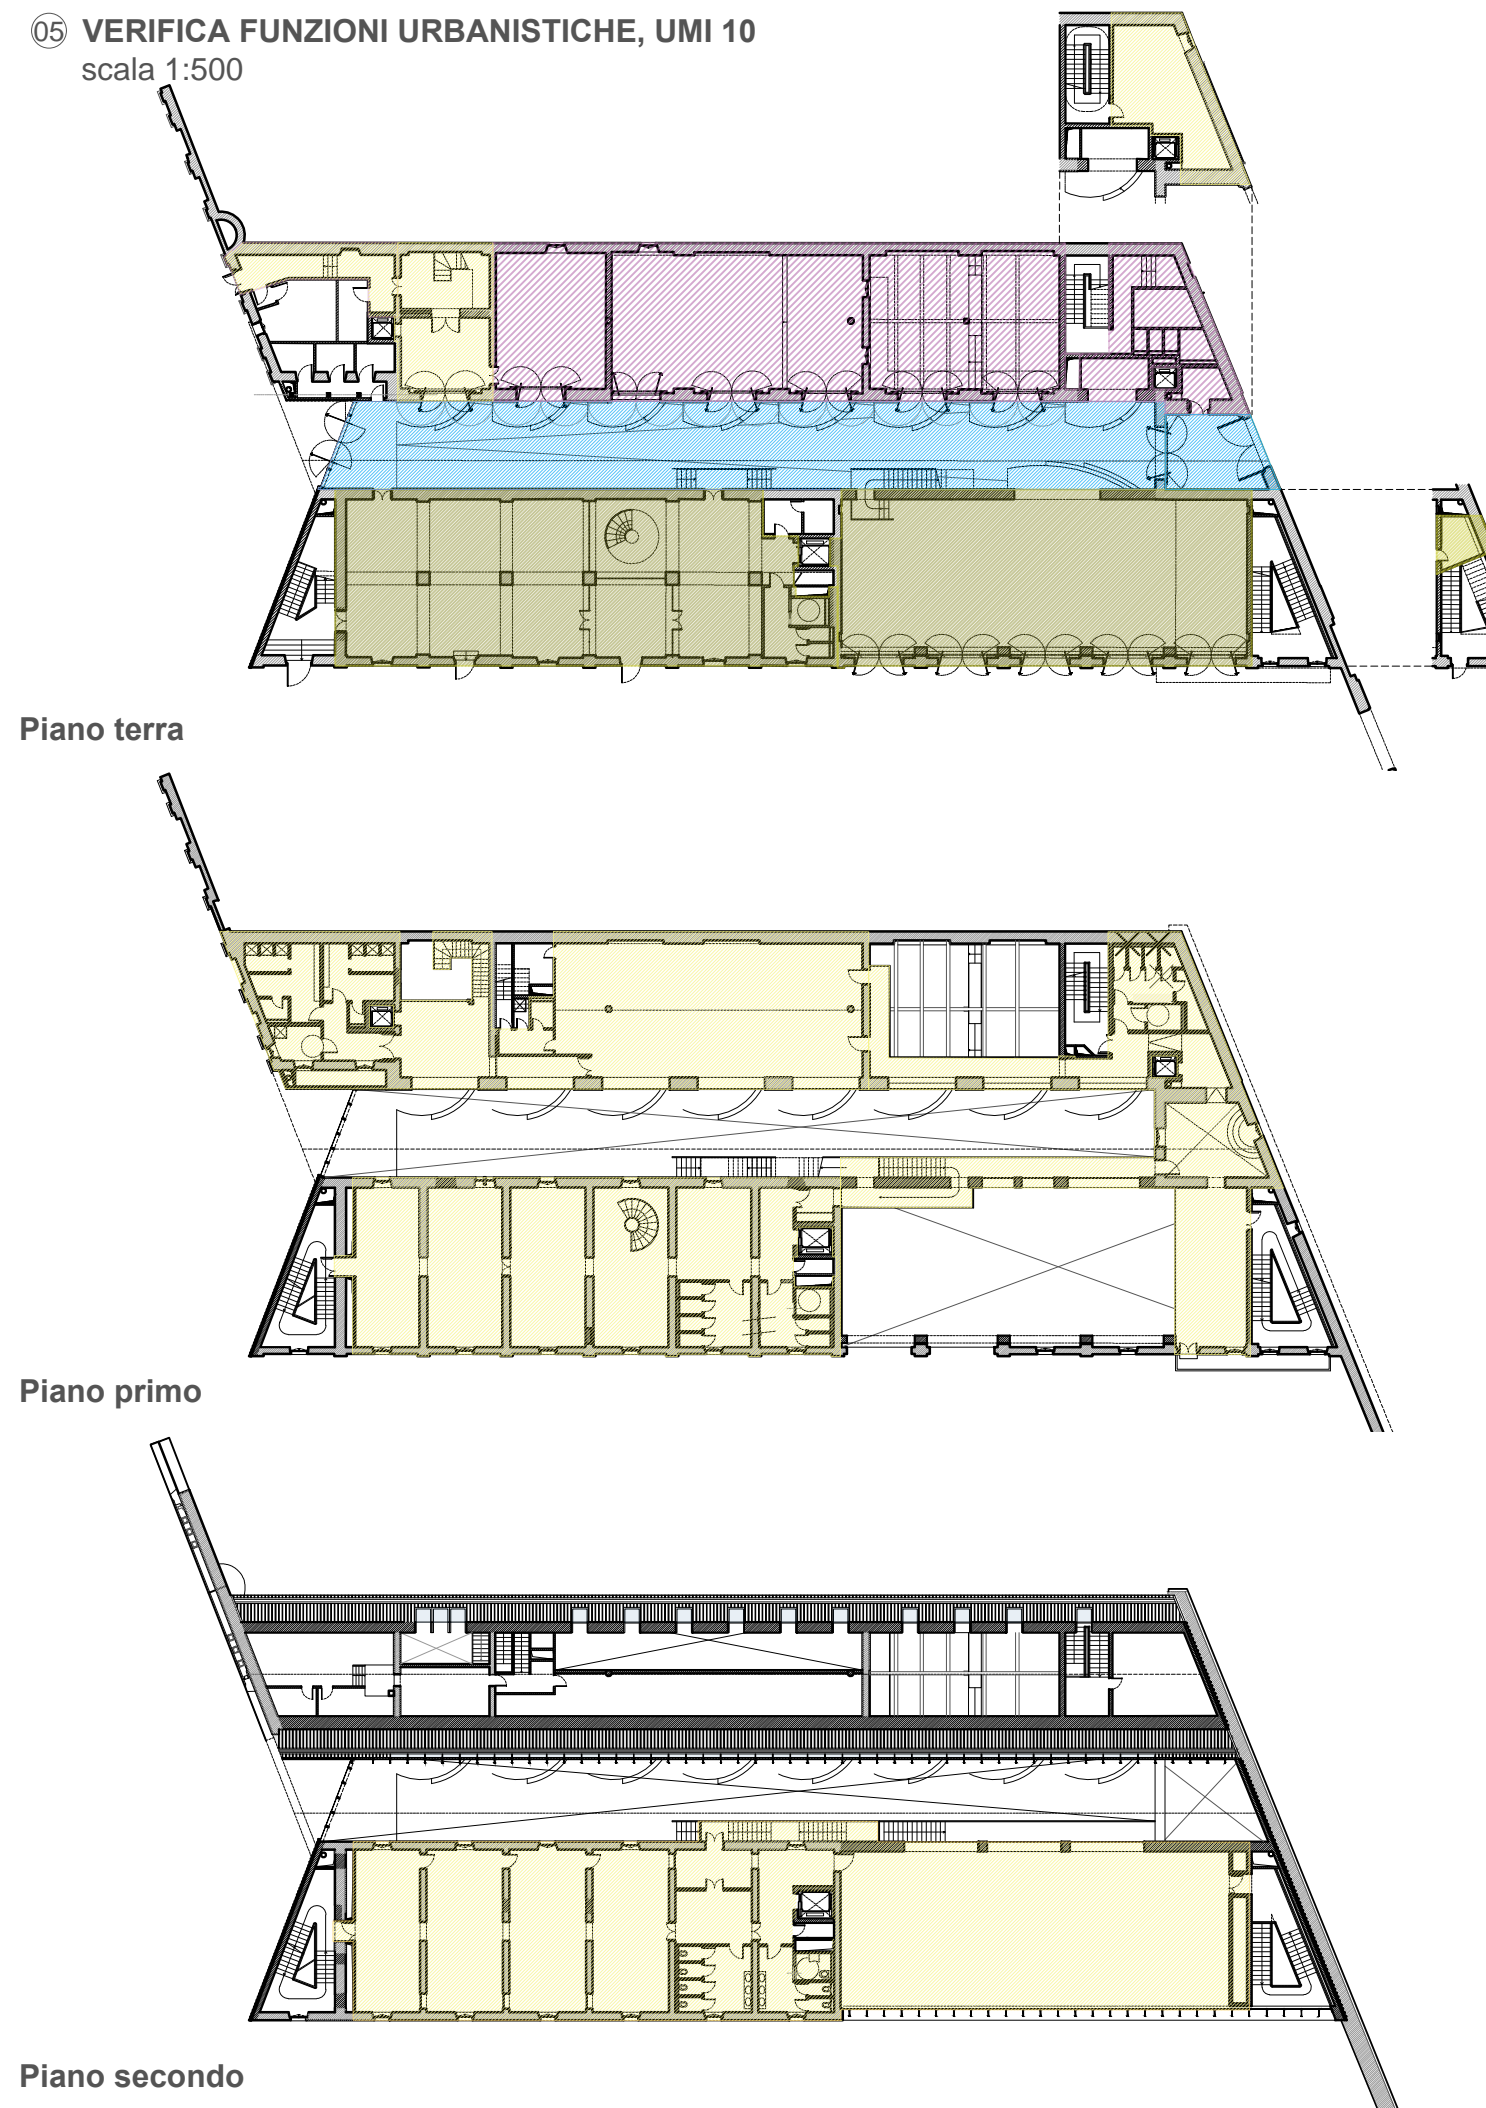 05 VERIFICA FUNZIONI URBANISTICHE, UMI 10
scala 1:500
Piano terra
Piano primo
Piano secondo